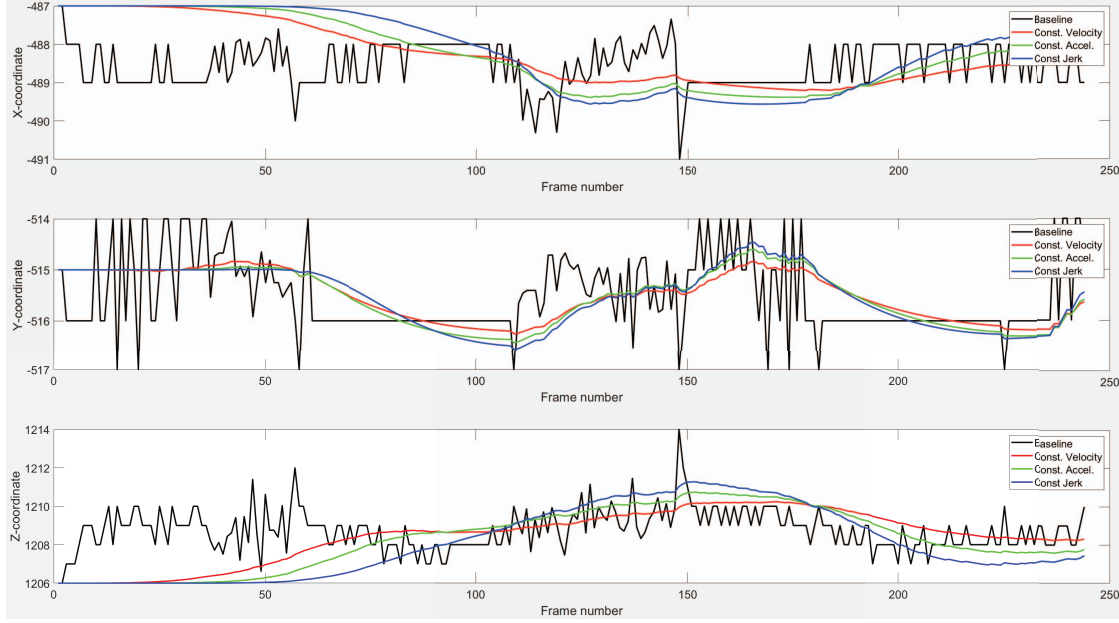 -487
-488
-489
-490
-491
X-coordinate
0
50
100
150
200
250
Frame number
Baseline
Const. Velocity
Const. Accel.
Const Jerk
-514
-515
-516
-517
Y-coordinate
0
50
100
150
200
250
Frame number
Baseline
Const. Velocity
Const. Accel.
Const Jerk
1214
1212
1210
1208
1206
Z-coordinate
0
50
100
150
200
250
Frame number
Baseline
Const. Velocity
Const. Accel.
Const Jerk